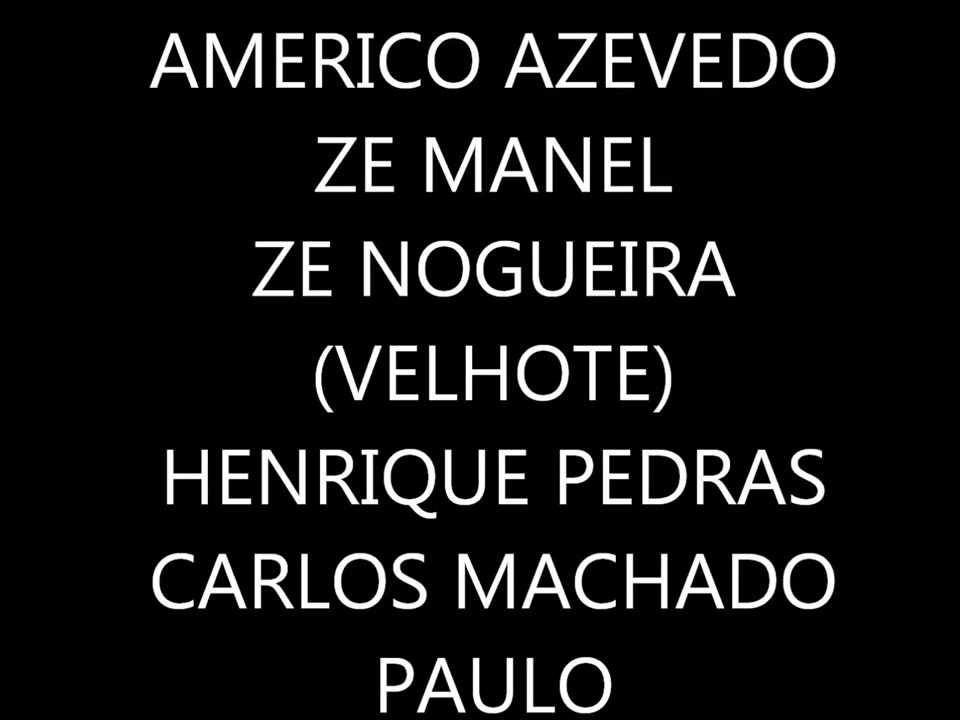 AMERICO AZEVEDO
ZE MANEL
ZE NOGUEIRA
(VELHOTE)
HENRIQUE PEDRAS
CARLOS MACHADO
PAULO